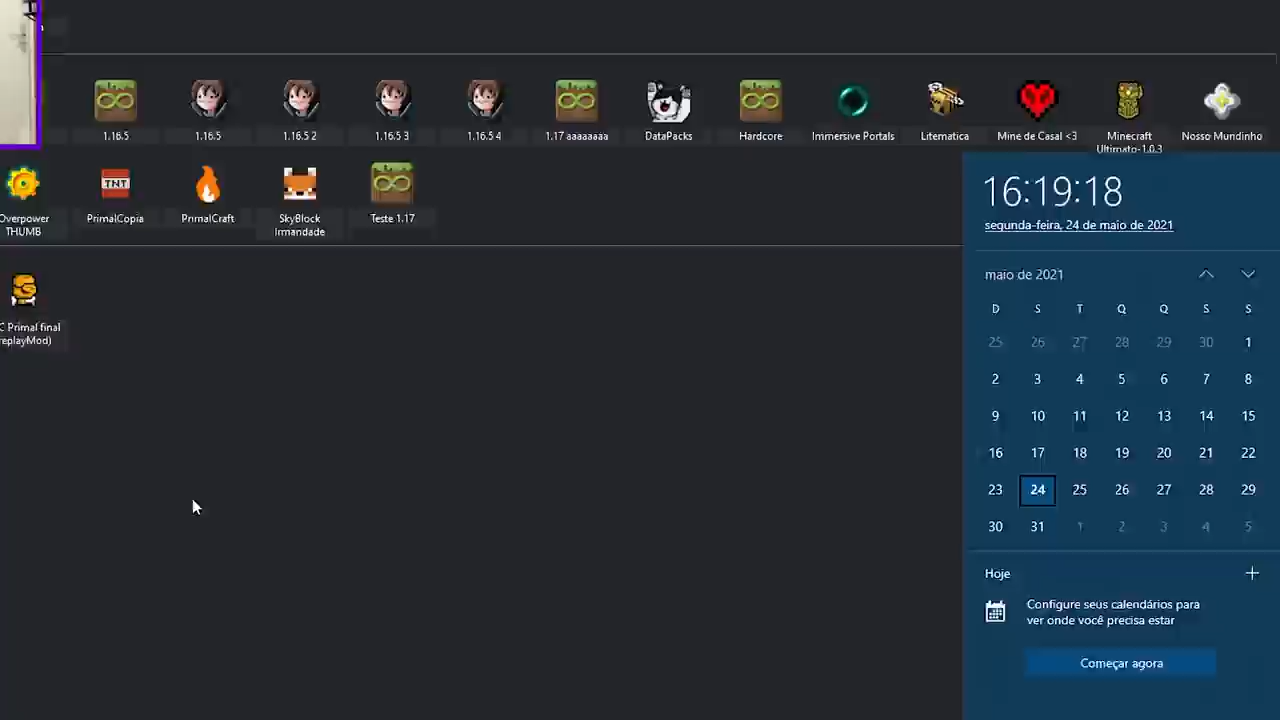 1.16.5
1.16.5
1.16.5 2
1.16.5 3
1.16.5 4
1.17 aaaaaaaa
DataPacks
Hardcore
Immersive Portals
Litematica
Mine de Casal <3
Minecraft
Ultimato-1.0.3
Nosso Mundinho
Overpower
THUMB
PrimalCopia
PrimalCraft
SkyBlock
Irmandade
Teste 1.17
C Primal final
replayMod)
TNT
16:19:18
segunda-feira, 24 de maio de 2021
maio de 2021
D S T Q Q S S
25 26 27 28 29 30 1
2 3 4 5 6 7 8
9 10 11 12 13 14 15
16 17 18 19 20 21 22
23 24 25 26 27 28 29
30 31 1 2 3 4 5
Hoje
Configure seus calendários para
ver onde você precisa estar
Começar agora